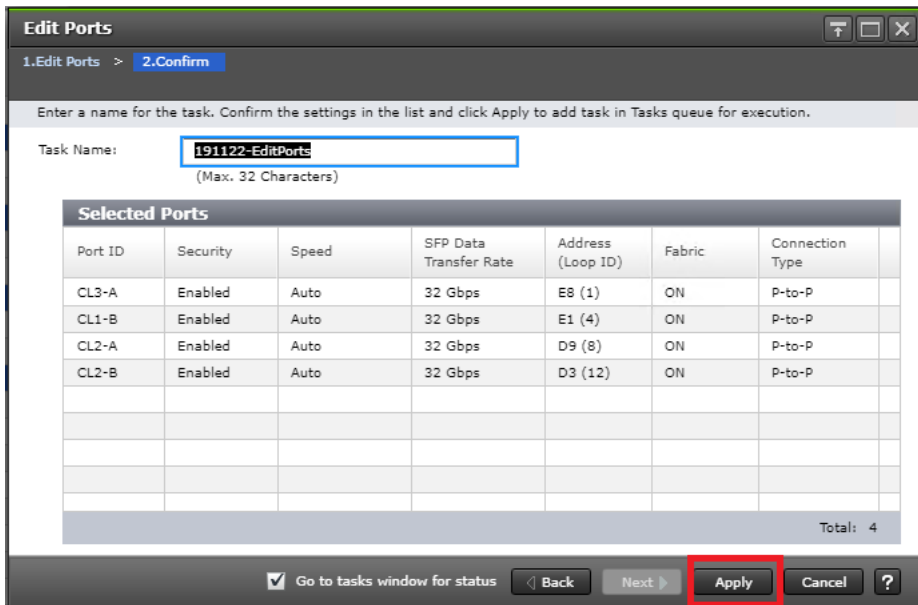 Edit Ports
1.Edit Ports > 2.Confirm
Enter a name for the task. Confirm the settings in the list and click Apply to add task in Tasks queue for execution.
Task Name: 191122-EditPorts
(Max. 32 Characters)
Selected Ports
Port ID Security Speed SFP Data Transfer Rate Address (Loop ID) Fabric Connection Type
CL3-A Enabled Auto 32 Gbps E8 (1) ON P-to-P
CL1-B Enabled Auto 32 Gbps E1 (4) ON P-to-P
CL2-A Enabled Auto 32 Gbps D9 (8) ON P-to-P
CL2-B Enabled Auto 32 Gbps D3 (12) ON P-to-P
Total: 4
Go to tasks window for status Back Next Apply Cancel ?